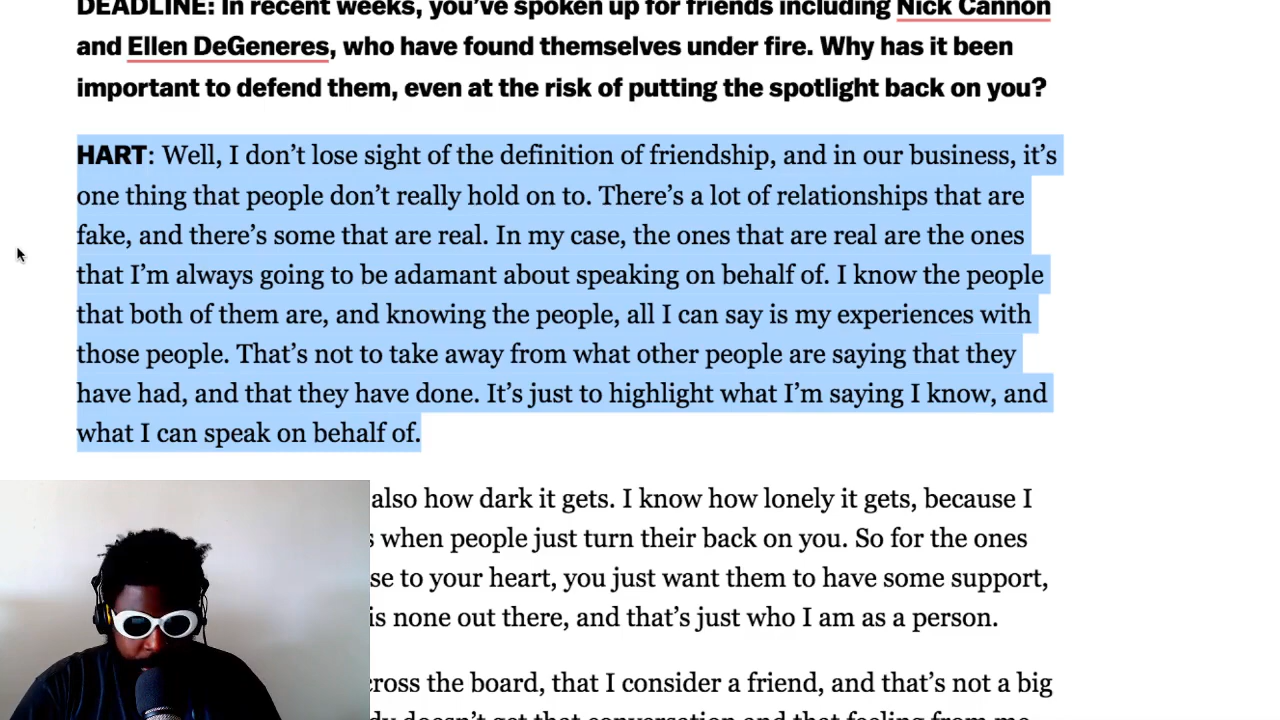 DEADLINE: In recent weeks, you’ve spoken up for friends including Nick Cannon
and Ellen DeGeneres, who have found themselves under fire. Why has it been
important to defend them, even at the risk of putting the spotlight back on you?
HART: Well, I don’t lose sight of the definition of friendship, and in our business, it’s
one thing that people don’t really hold on to. There’s a lot of relationships that are
fake, and there’s some that are real. In my case, the ones that are real are the ones
that I’m always going to be adamant about speaking on behalf of. I know the people
that both of them are, and knowing the people, all I can say is my experiences with
those people. That’s not to take away from what other people are saying that they
have had, and that they have done. It’s just to highlight what I’m saying I know, and
what I can speak on behalf of.
also how dark it gets. I know how lonely it gets, because I
when people just turn their back on you. So for the ones
to your heart, you just want them to have some support,
is none out there, and that’s just who I am as a person.
the board, that I consider a friend, and that’s not a big
doesn’t get that conversation and that feeling from me